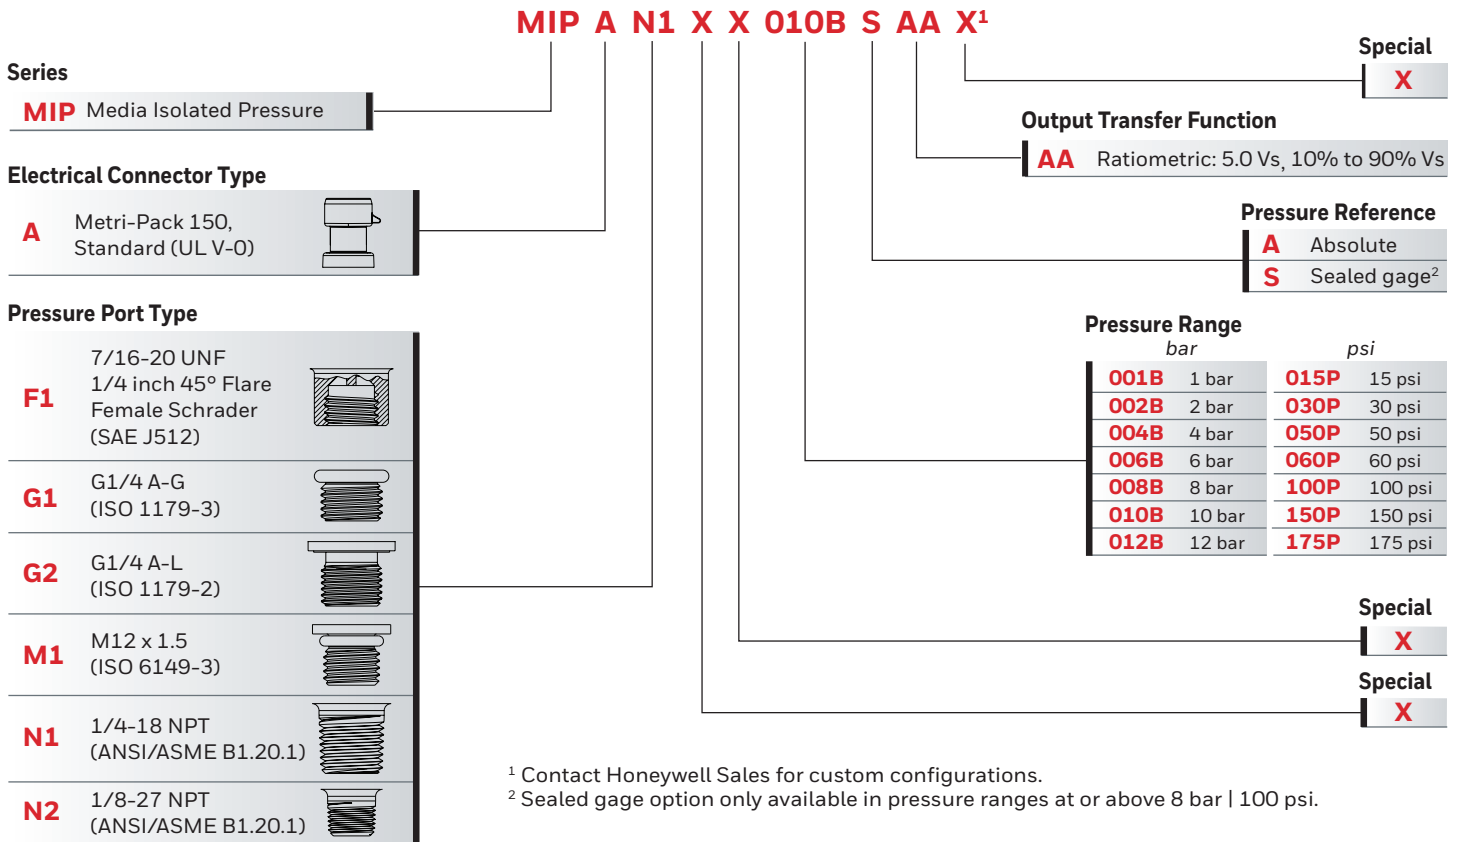 MIP A N1 X X 010B S AA X¹
Series
MIP Media Isolated Pressure
Electrical Connector Type
A Metri-Pack 150,
Standard (UL V-0)
Pressure Port Type
F1 7/16-20 UNF
1/4 inch 45° Flare
Female Schrader
(SAE J512)
G1 G1/4 A-G
(ISO 1179-3)
G2 G1/4 A-L
(ISO 1179-2)
M1 M12 x 1.5
(ISO 6149-3)
N1 1/4-18 NPT
(ANSI/ASME B1.20.1)
N2 1/8-27 NPT
(ANSI/ASME B1.20.1)
Special
X
Output Transfer Function
AA Ratiometric: 5.0 Vs, 10% to 90% Vs
Pressure Reference
A Absolute
S Sealed gage²
Pressure Range
bar psi
001B 1 bar 015P 15 psi
002B 2 bar 030P 30 psi
004B 4 bar 050P 50 psi
006B 6 bar 060P 60 psi
008B 8 bar 100P 100 psi
010B 10 bar 150P 150 psi
012B 12 bar 175P 175 psi
Special
X
Special
X
¹ Contact Honeywell Sales for custom configurations.
² Sealed gage option only available in pressure ranges at or above 8 bar | 100 psi.